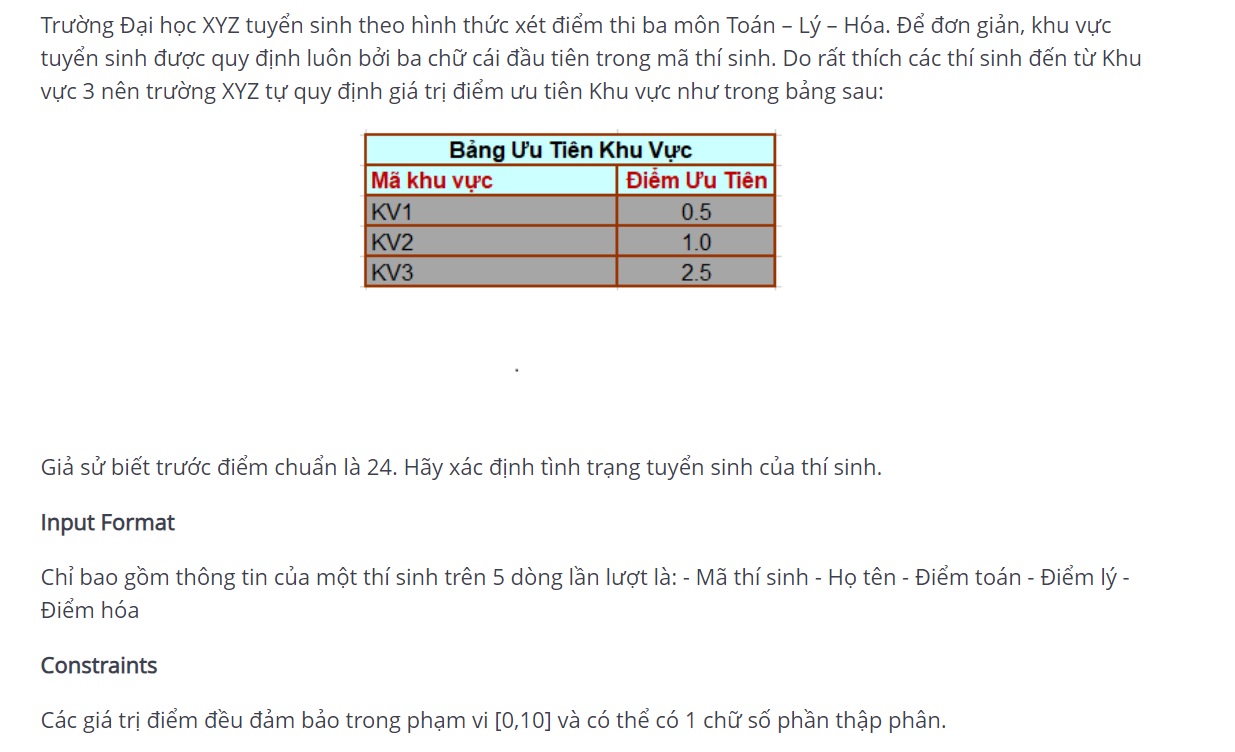 Trường Đại học XYZ tuyển sinh theo hình thức xét điểm thi ba môn Toán – Lý – Hóa. Để đơn giản, khu vực
tuyển sinh được quy định luôn bởi ba chữ cái đầu tiên trong mã thí sinh. Do rất thích các thí sinh đến từ Khu
vực 3 nên trường XYZ tự quy định giá trị điểm ưu tiên Khu vực như trong bảng sau:
Bảng Ưu Tiên Khu Vực
Mã khu vực Điểm Ưu Tiên
KV1 0.5
KV2 1.0
KV3 2.5
.
Giả sử biết trước điểm chuẩn là 24. Hãy xác định tình trạng tuyển sinh của thí sinh.
Input Format
Chỉ bao gồm thông tin của một thí sinh trên 5 dòng lần lượt là: - Mã thí sinh - Họ tên - Điểm toán - Điểm lý -
Điểm hóa
Constraints
Các giá trị điểm đều đảm bảo trong phạm vi [0,10] và có thể có 1 chữ số phần thập phân.